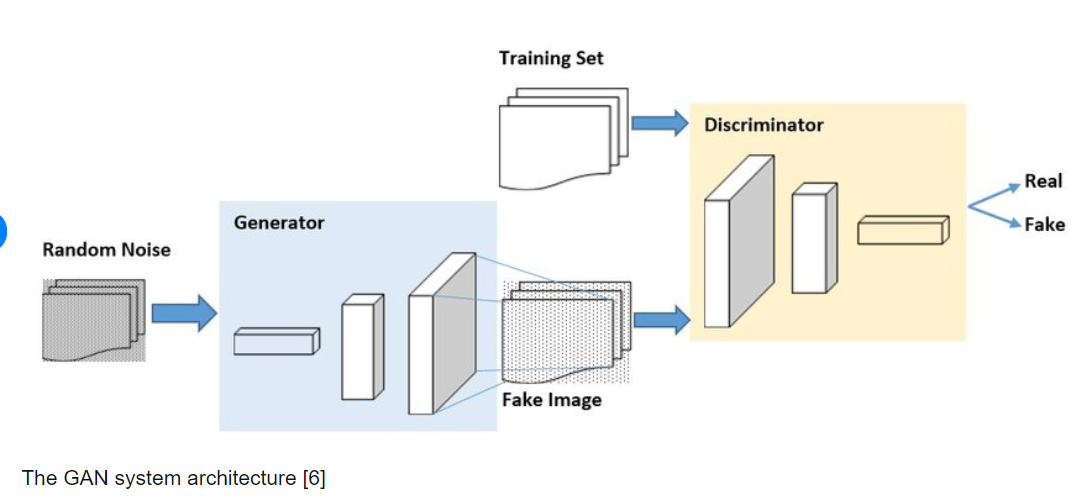 Training Set
Discriminator
Real
Generator
Fake
Random Noise
Fake Image
The GAN system architecture [6]